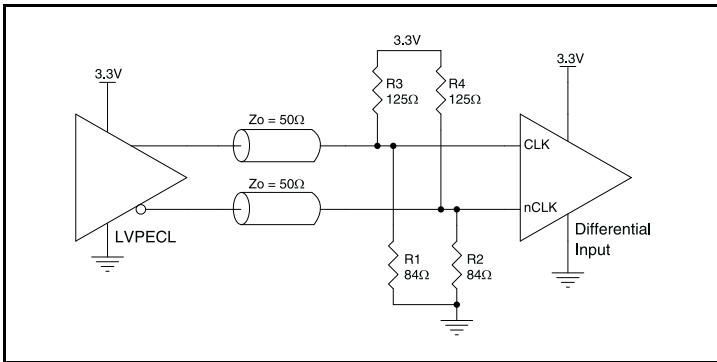 3.3V
3.3V
3.3V
R3
125Ω
R4
125Ω
Zo = 50Ω
CLK
Zo = 50Ω
nCLK
LVPECL
Differential
Input
R1
84Ω
R2
84Ω